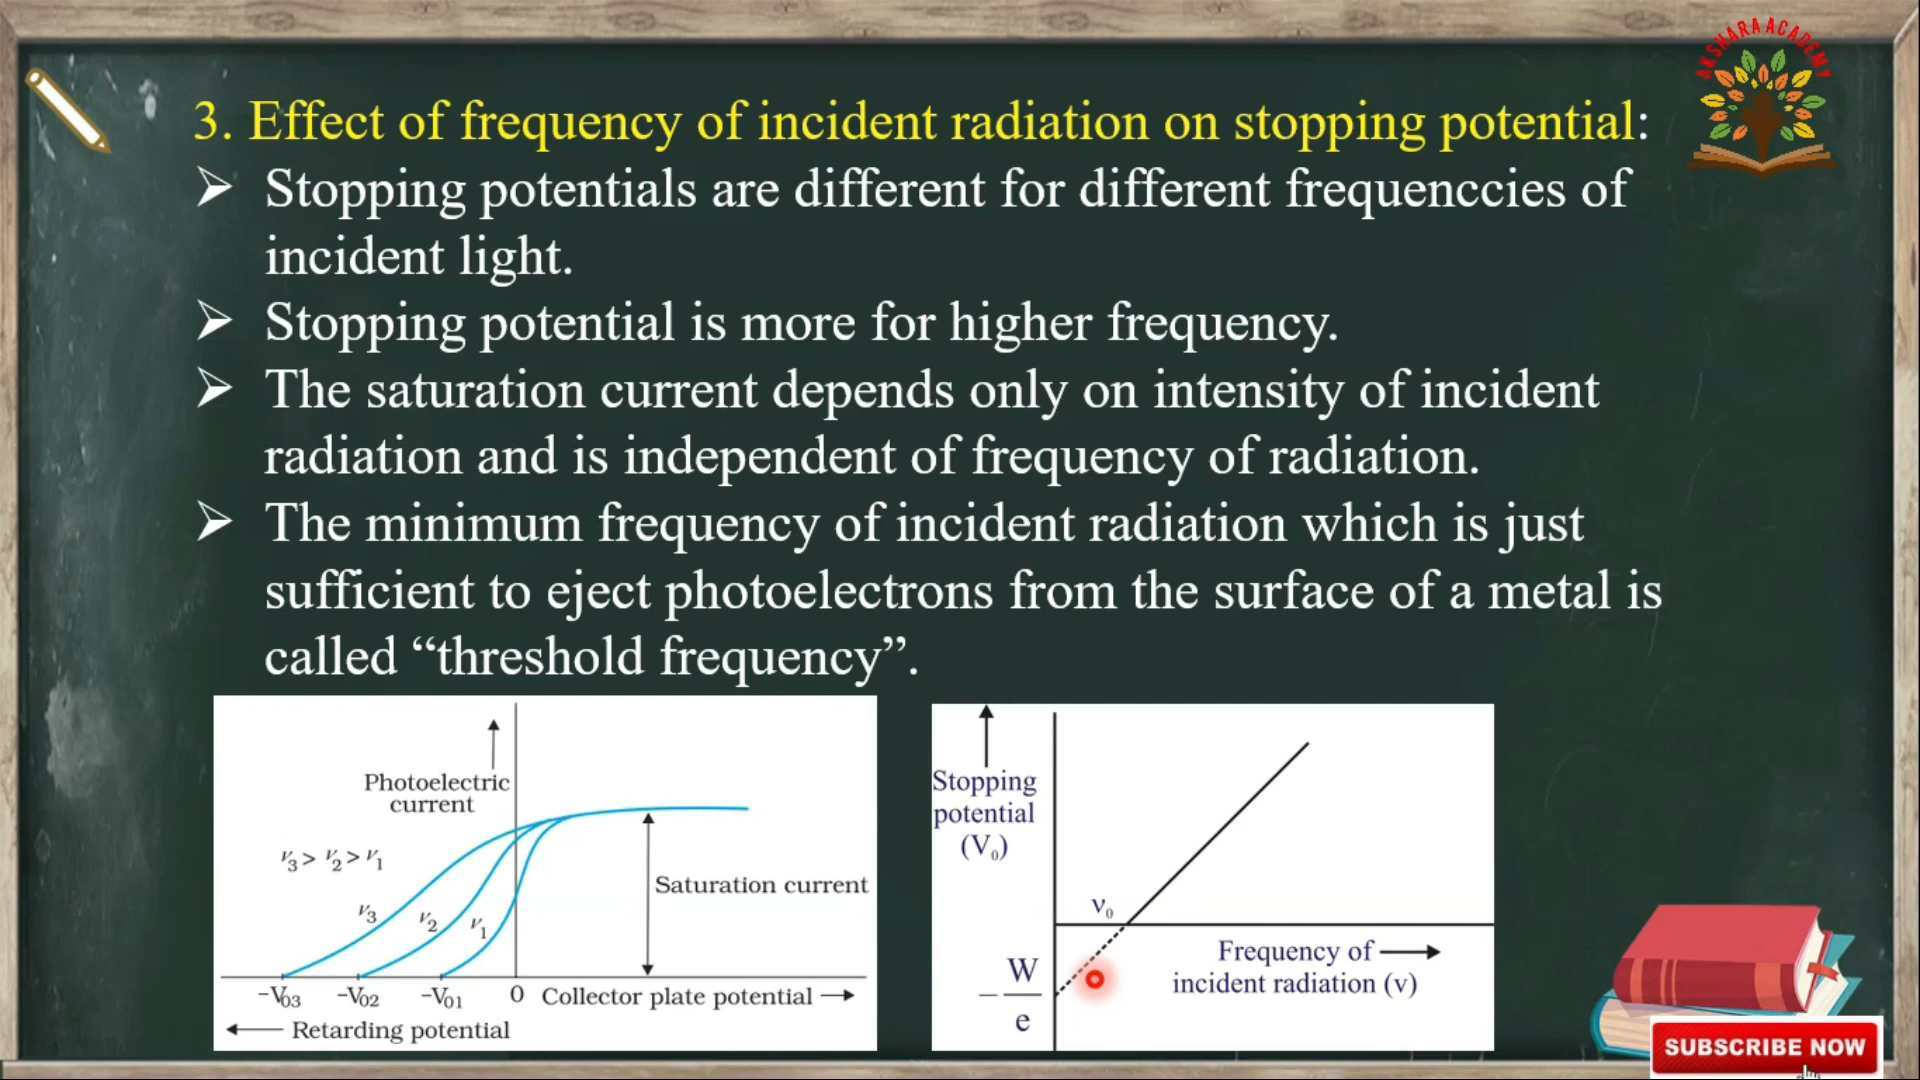 AKSHARA ACADEMY
3. Effect of frequency of incident radiation on stopping potential:
➢ Stopping potentials are different for different frequenccies of
incident light.
➢ Stopping potential is more for higher frequency.
➢ The saturation current depends only on intensity of incident
radiation and is independent of frequency of radiation.
➢ The minimum frequency of incident radiation which is just
sufficient to eject photoelectrons from the surface of a metal is
called “threshold frequency”.
Photoelectric
current
ν₃ > ν₂ > ν₁
ν₃
ν₂
ν₁
Saturation current
−V₀₃
−V₀₂
−V₀₁
0
Collector plate potential →
← Retarding potential
Stopping
potential
(V₀)
ν₀
− W
e
Frequency of →
incident radiation (ν)
SUBSCRIBE NOW